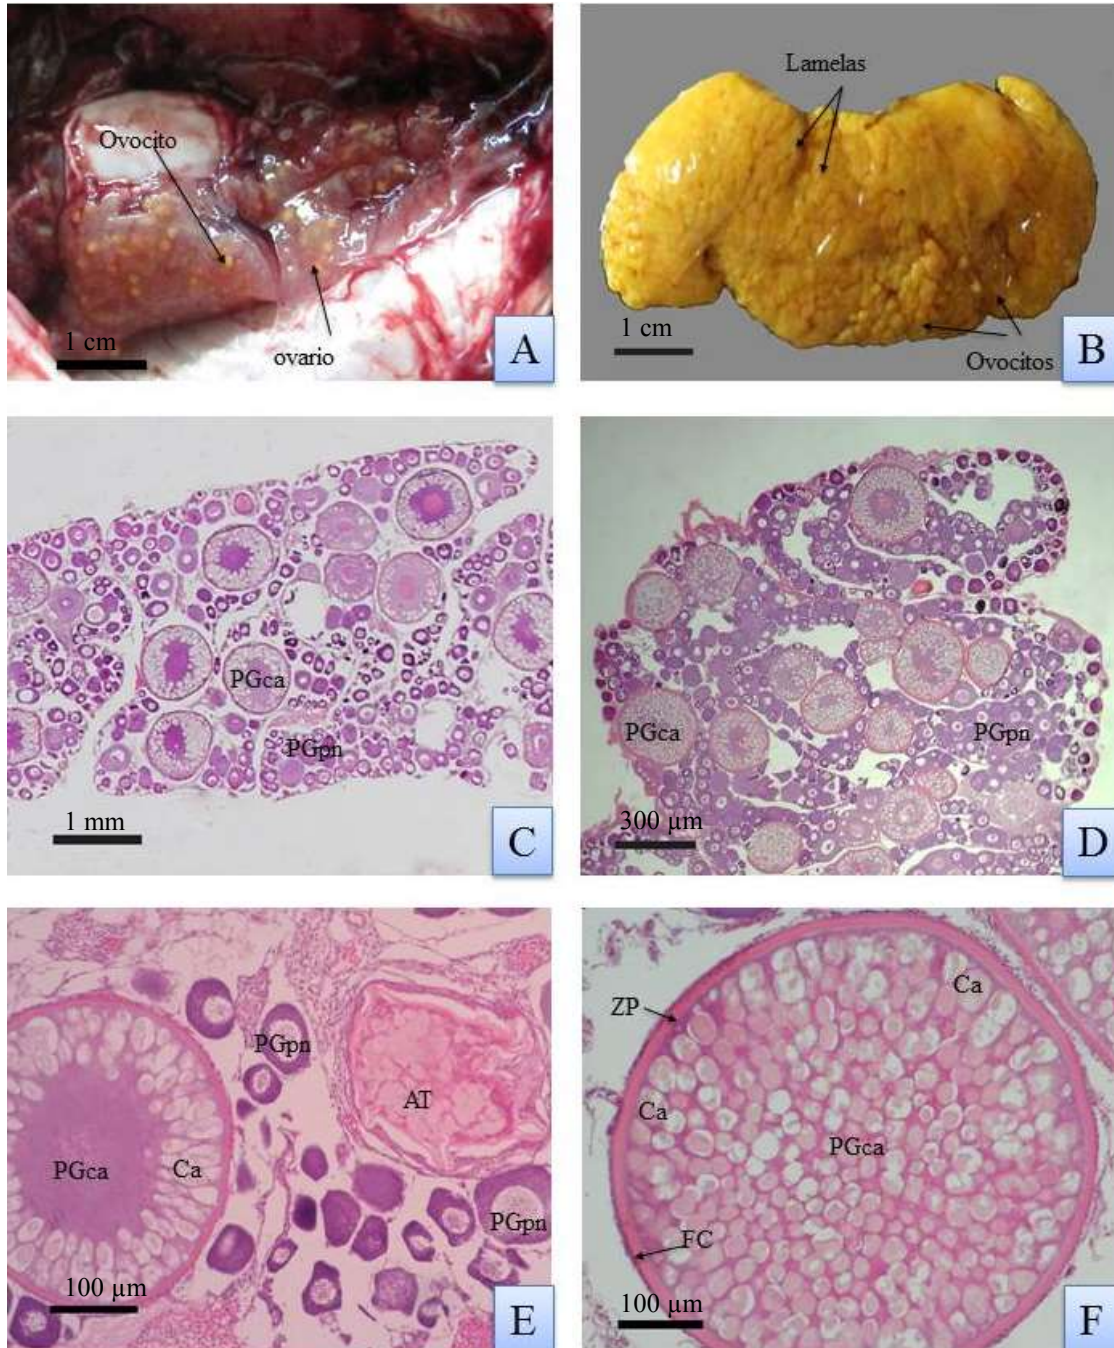 Ovocito
1 cm
ovario
A
Lamelas
1 cm
Ovocitos
B
PGca
PGpn
1 mm
C
PGca
PGpn
300 µm
D
PGpn
AT
PGca
Ca
PGpn
100 µm
E
Ca
ZP
Ca
PGca
FC
100 µm
F